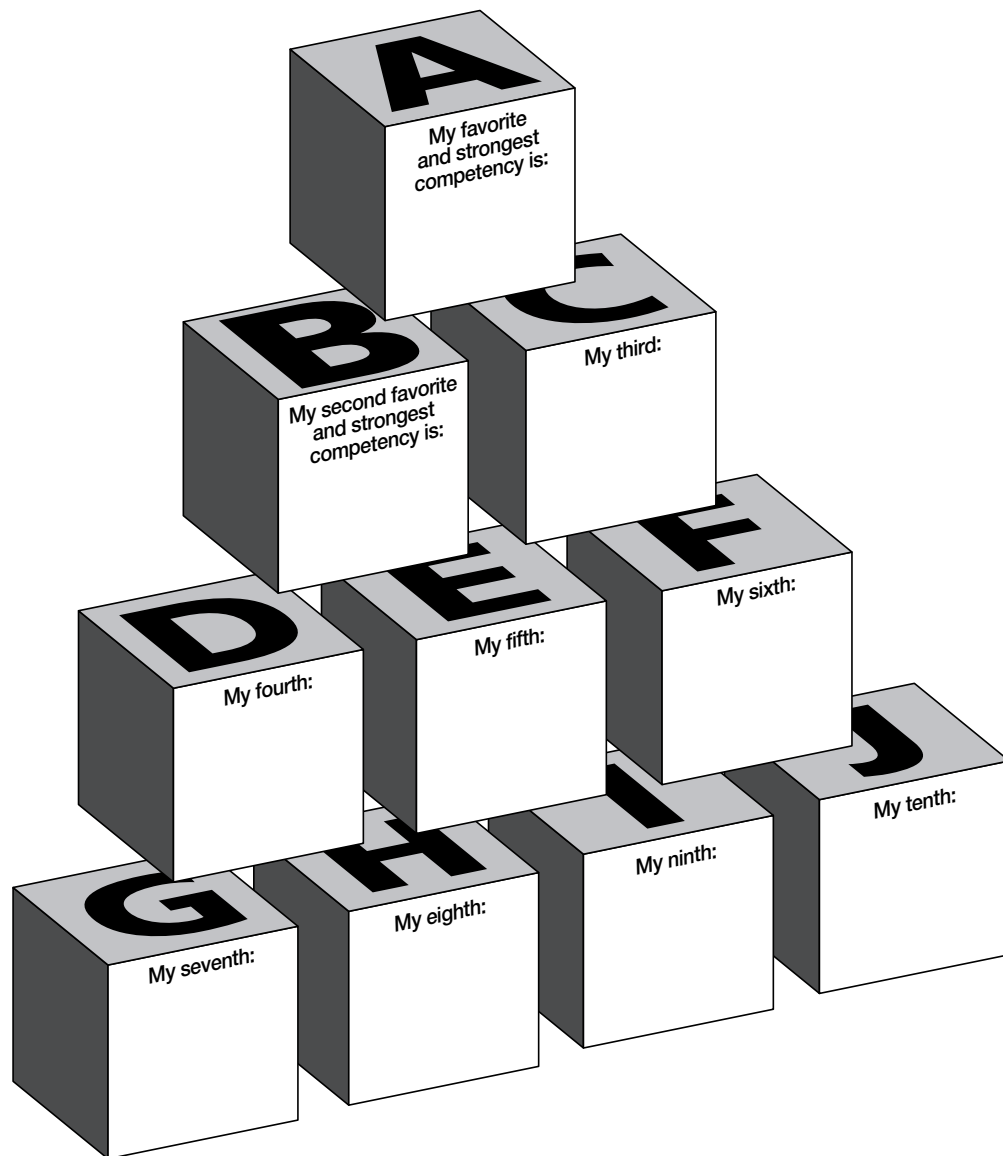 A
My favorite
and strongest
competency is:
B
My second favorite
and strongest
competency is:
C
My third:
D
My fourth:
E
My fifth:
F
My sixth:
G
My seventh:
H
My eighth:
I
My ninth:
J
My tenth: